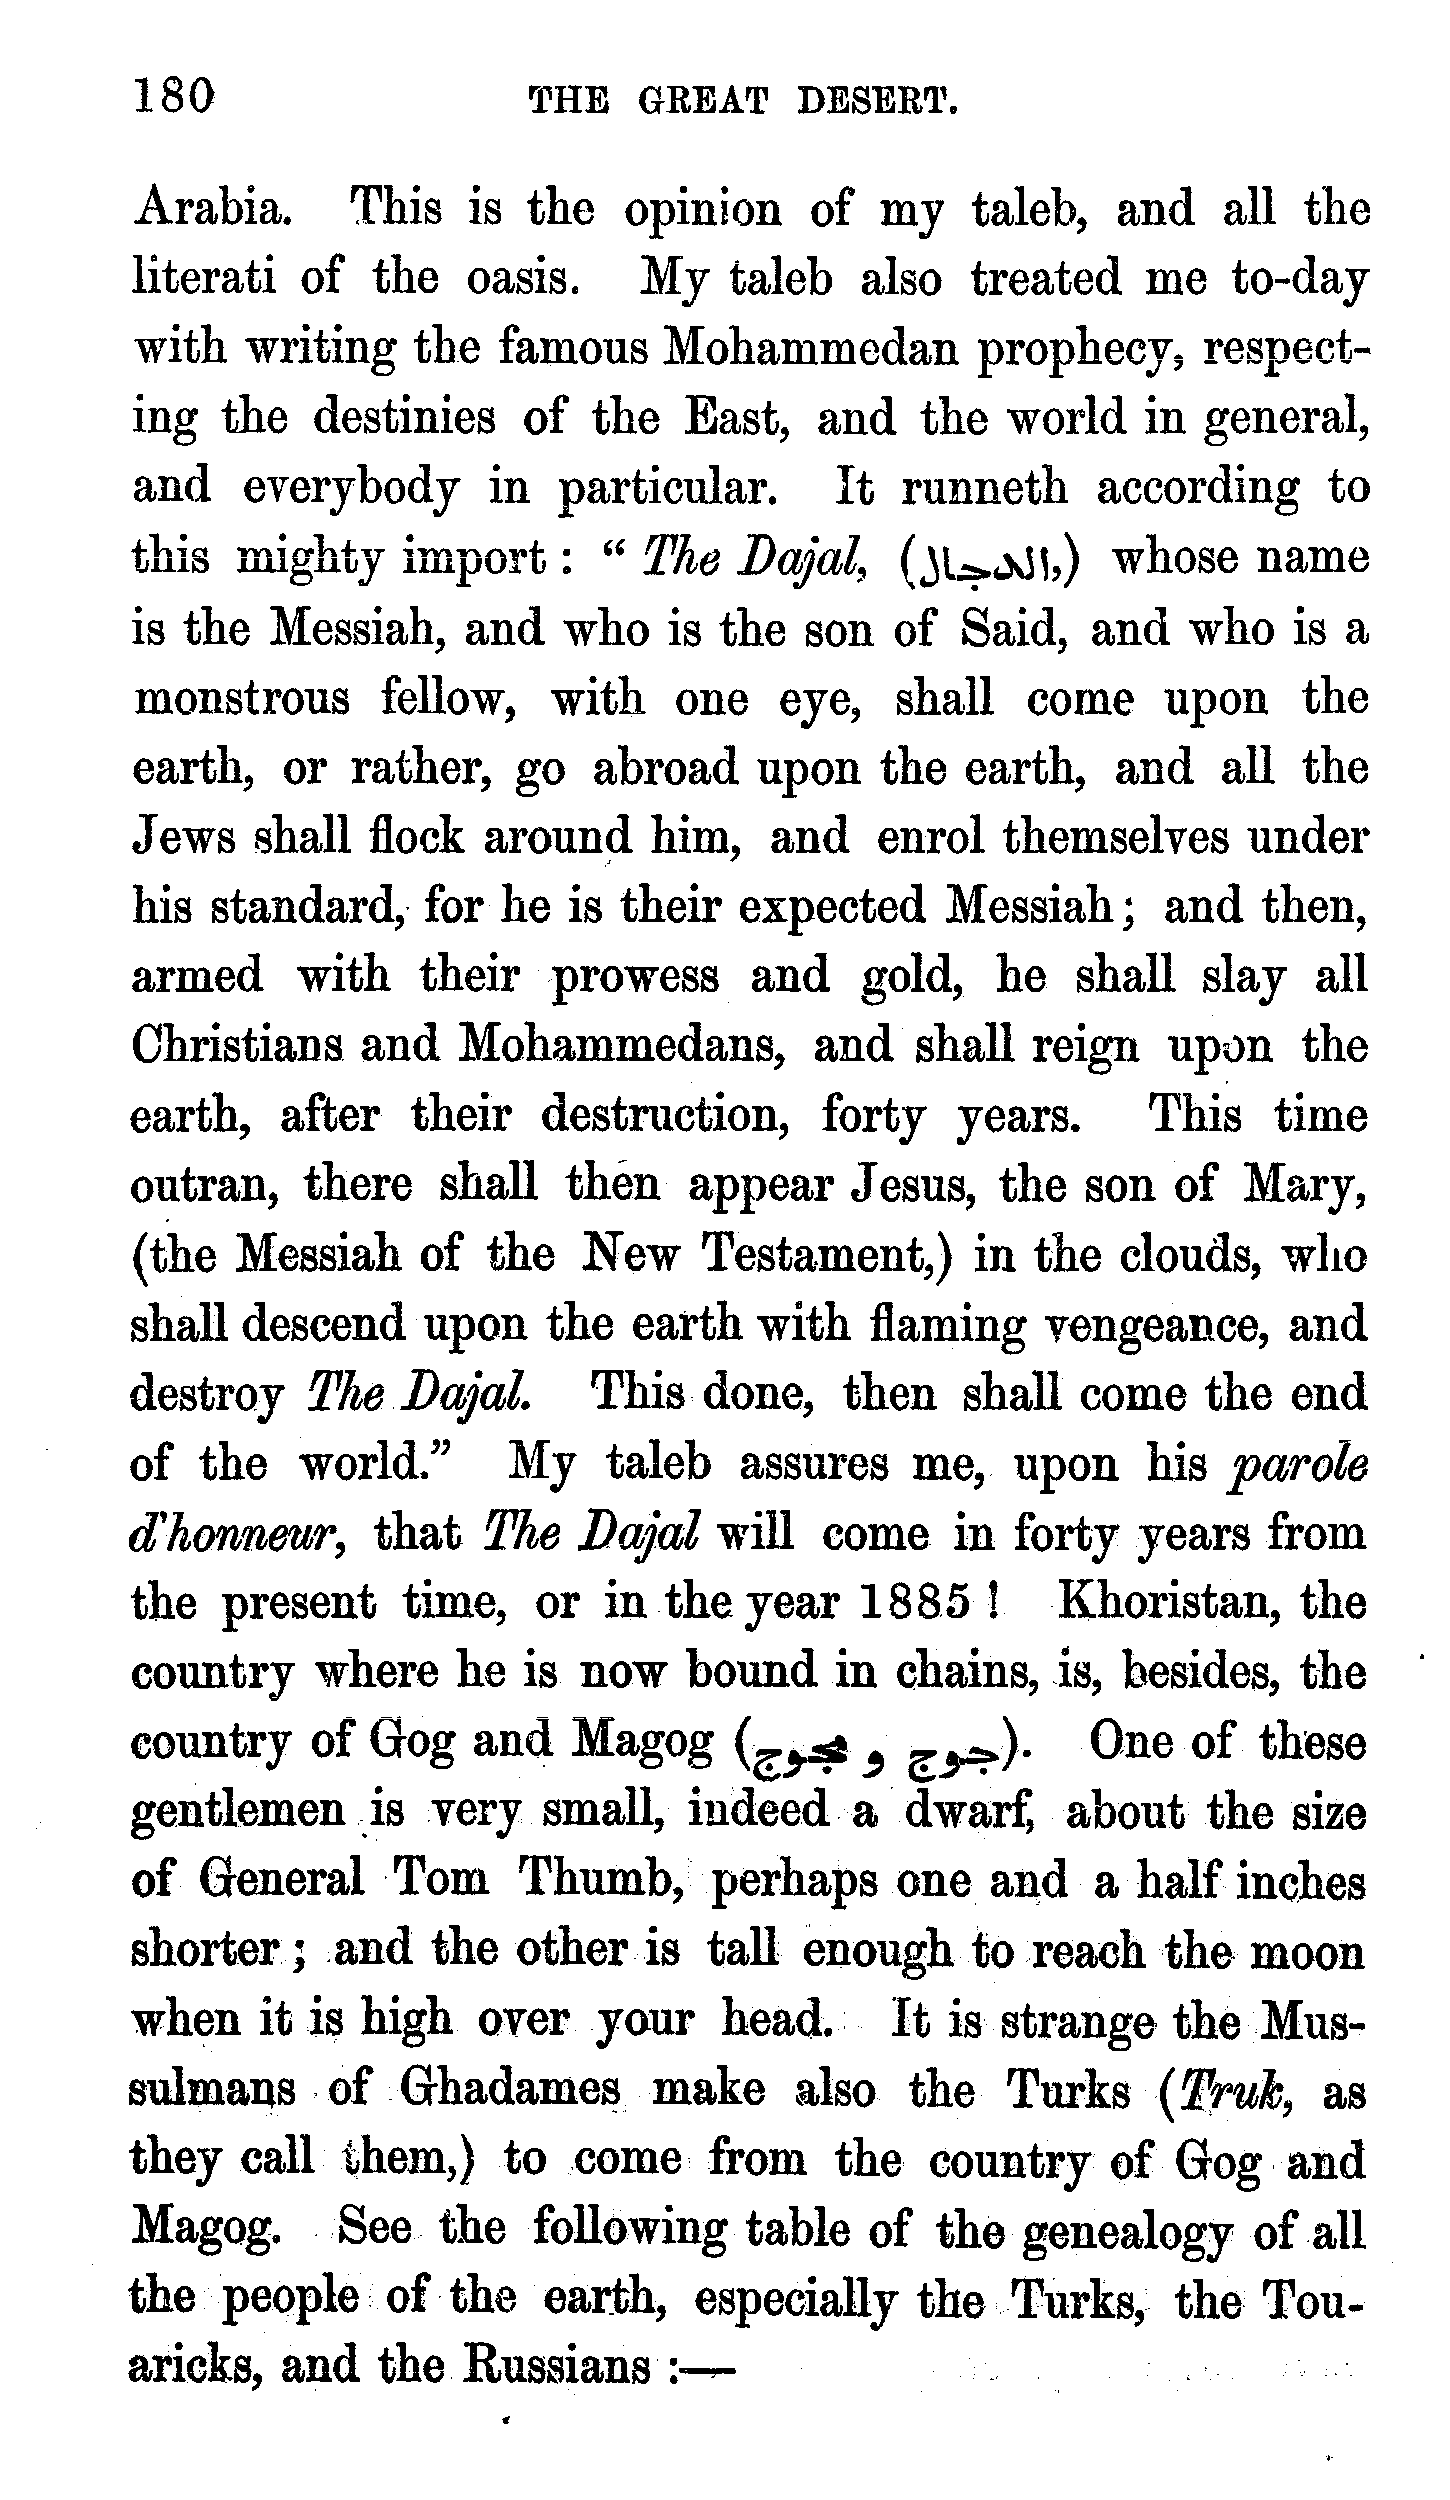 180 THE GREAT DESERT.
Arabia. This is the opinion of my taleb, and all the
literati of the oasis. My taleb also treated me to-day
with writing the famous Mohammedan prophecy, respect-
ing the destinies of the East, and the world in general,
and everybody in particular. It runneth according to
this mighty import : “ The Dajal, (الدجال,) whose name
is the Messiah, and who is the son of Said, and who is a
monstrous fellow, with one eye, shall come upon the
earth, or rather, go abroad upon the earth, and all the
Jews shall flock around him, and enrol themselves under
his standard, for he is their expected Messiah; and then,
armed with their prowess and gold, he shall slay all
Christians and Mohammedans, and shall reign upon the
earth, after their destruction, forty years. This time
outran, there shall then appear Jesus, the son of Mary,
(the Messiah of the New Testament,) in the clouds, who
shall descend upon the earth with flaming vengeance, and
destroy The Dajal. This done, then shall come the end
of the world.” My taleb assures me, upon his parole
d'honneur, that The Dajal will come in forty years from
the present time, or in the year 1885 ! Khoristan, the
country where he is now bound in chains, is, besides, the
country of Gog and Magog (جوج و مجوج). One of these
gentlemen is very small, indeed a dwarf, about the size
of General Tom Thumb, perhaps one and a half inches
shorter ; and the other is tall enough to reach the moon
when it is high over your head. It is strange the Mus-
sulmans of Ghadames make also the Turks (Truk, as
they call them,) to come from the country of Gog and
Magog. See the following table of the genealogy of all
the people of the earth, especially the Turks, the Tou-
aricks, and the Russians :—